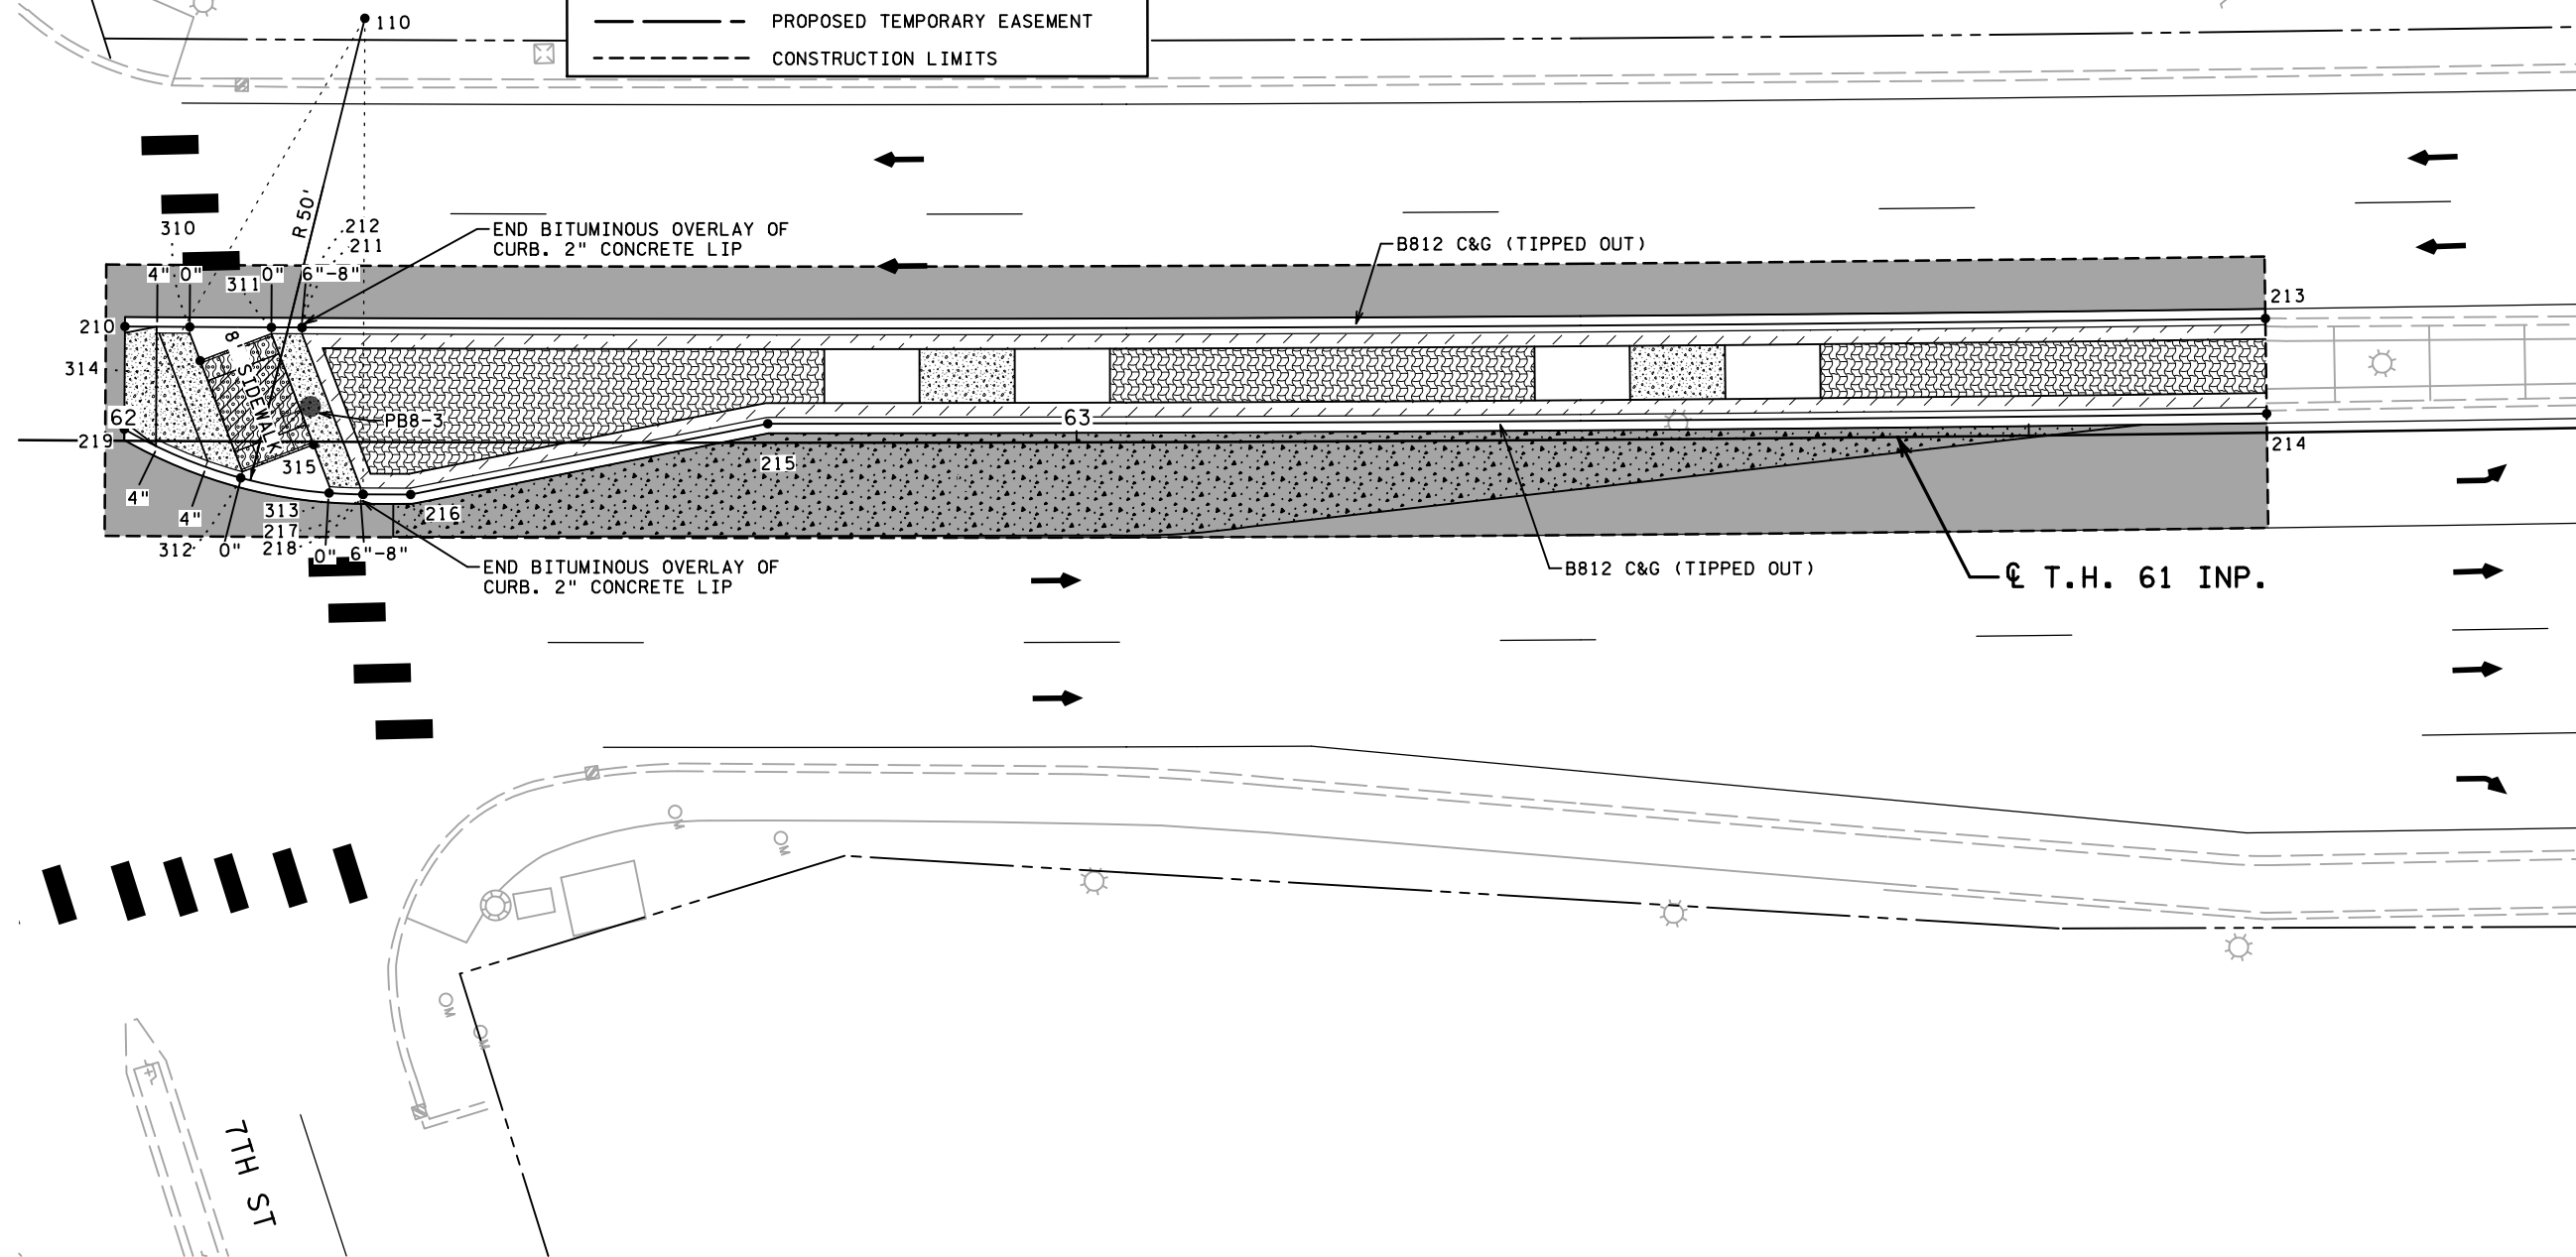 110
PROPOSED TEMPORARY EASEMENT
CONSTRUCTION LIMITS
R 50'
310
212
211
END BITUMINOUS OVERLAY OF
CURB. 2" CONCRETE LIP
B812 C&G (TIPPED OUT)
4"
0"
311
0"
6"-8"
213
210
314
8' SIDEWALK
62
PB8-3
63
219
315
215
214
4"
4"
313
216
217
312
0"
218
0"
6"-8"
END BITUMINOUS OVERLAY OF
CURB. 2" CONCRETE LIP
B812 C&G (TIPPED OUT)
℄ T.H. 61 INP.
M
M
M
M
7TH ST